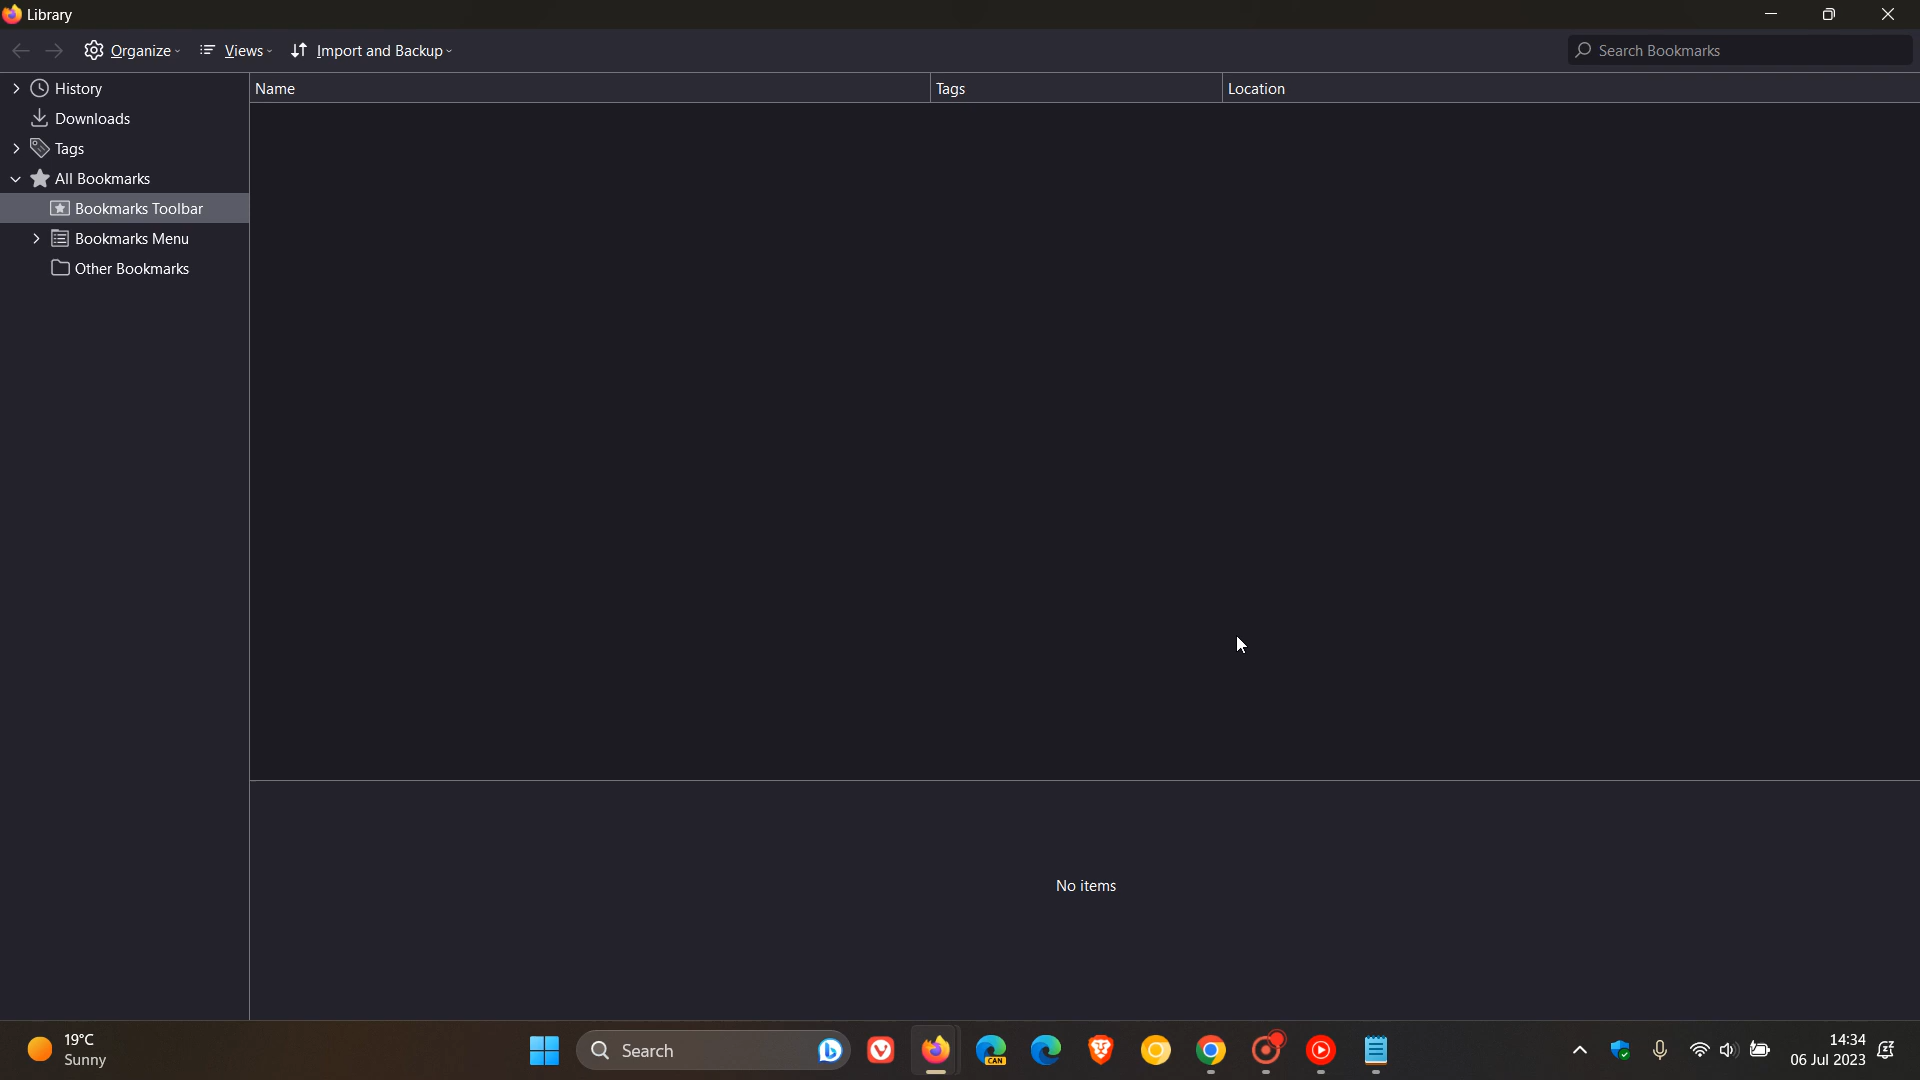 Library
Organize
Views
Import and Backup
Search Bookmarks
History
Downloads
Tags
All Bookmarks
Bookmarks Toolbar
Bookmarks Menu
Other Bookmarks
Name
Tags
Location
No items
19°C
Sunny
Search
CAN
14:34
06 Jul 2023